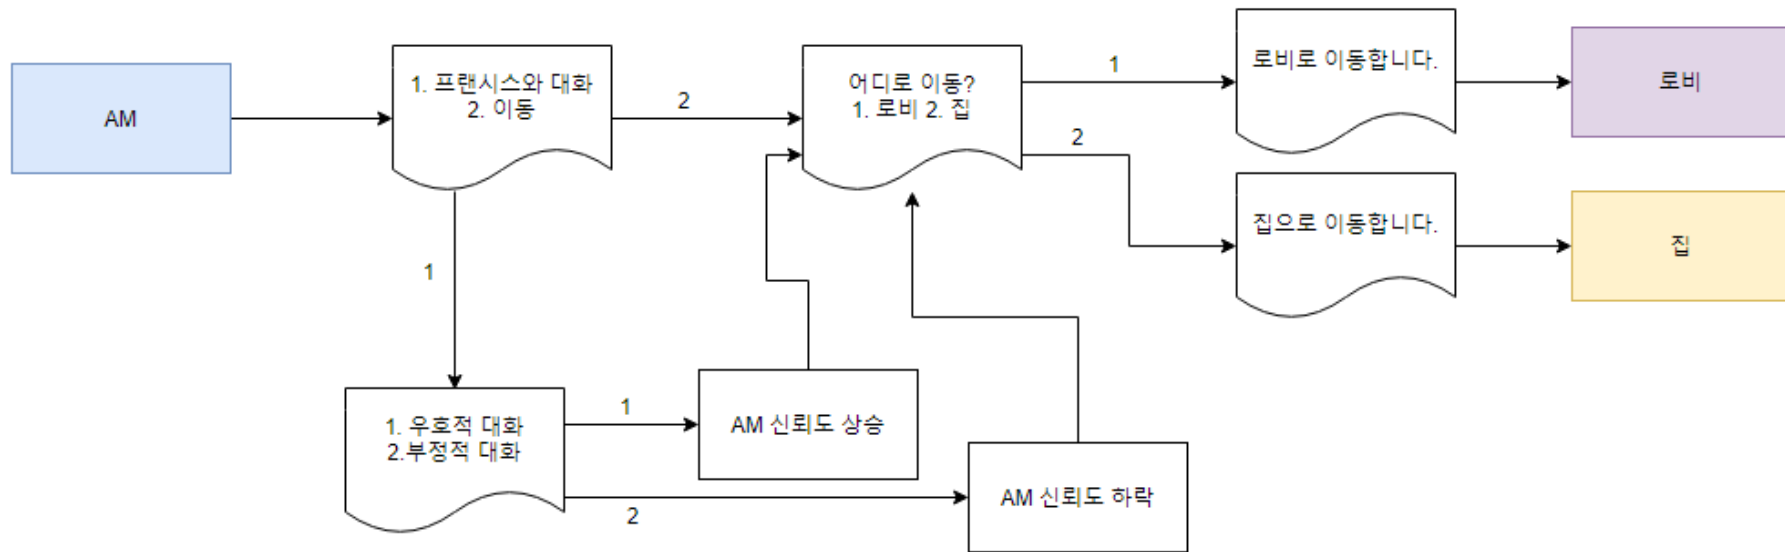 AM
1. 프랜시스와 대화
2. 이동
2
어디로 이동?
1. 로비 2. 집
1
로비로 이동합니다.
로비
2
집으로 이동합니다.
집
1
1. 우호적 대화
2.부정적 대화
1
AM 신뢰도 상승
2
AM 신뢰도 하락